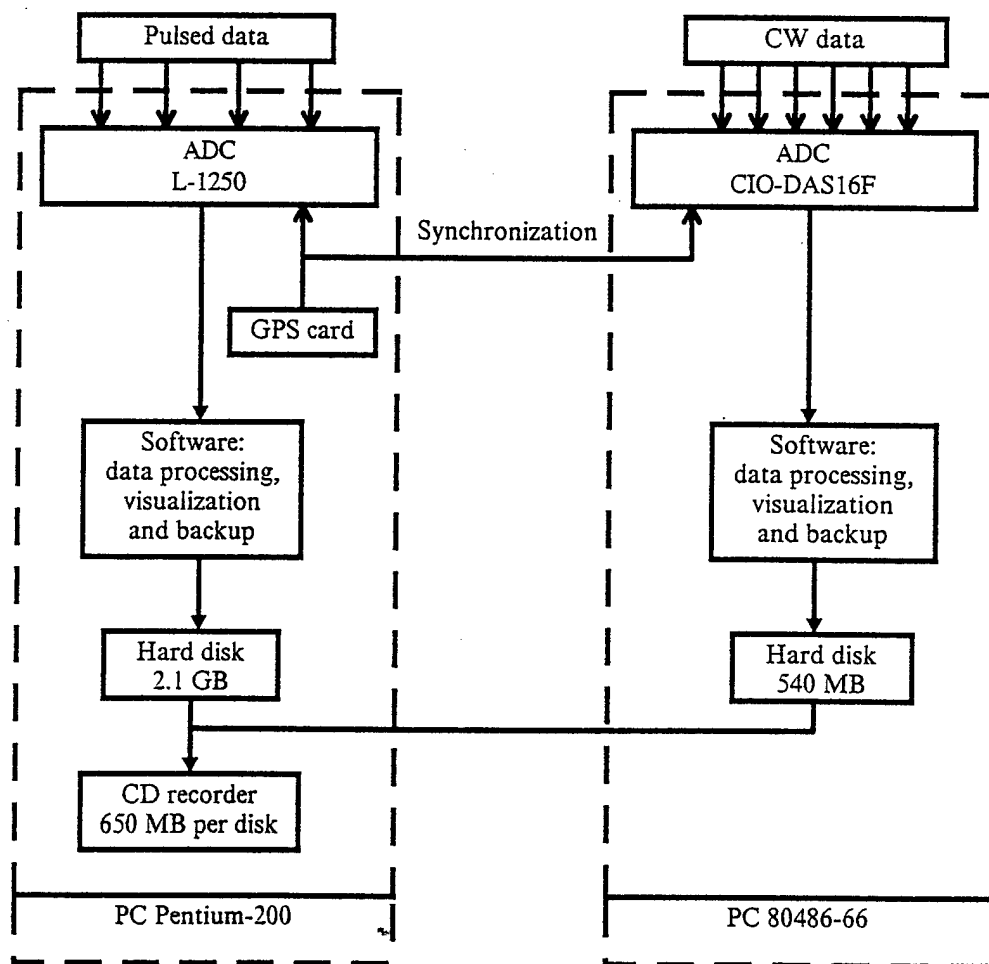 Pulsed data
ADC
L-1250
Synchronization
GPS card
Software:
data processing,
visualization
and backup
Hard disk
2.1 GB
CD recorder
650 MB per disk
PC Pentium-200
CW data
ADC
CIO-DAS16F
Software:
data processing,
visualization
and backup
Hard disk
540 MB
PC 80486-66